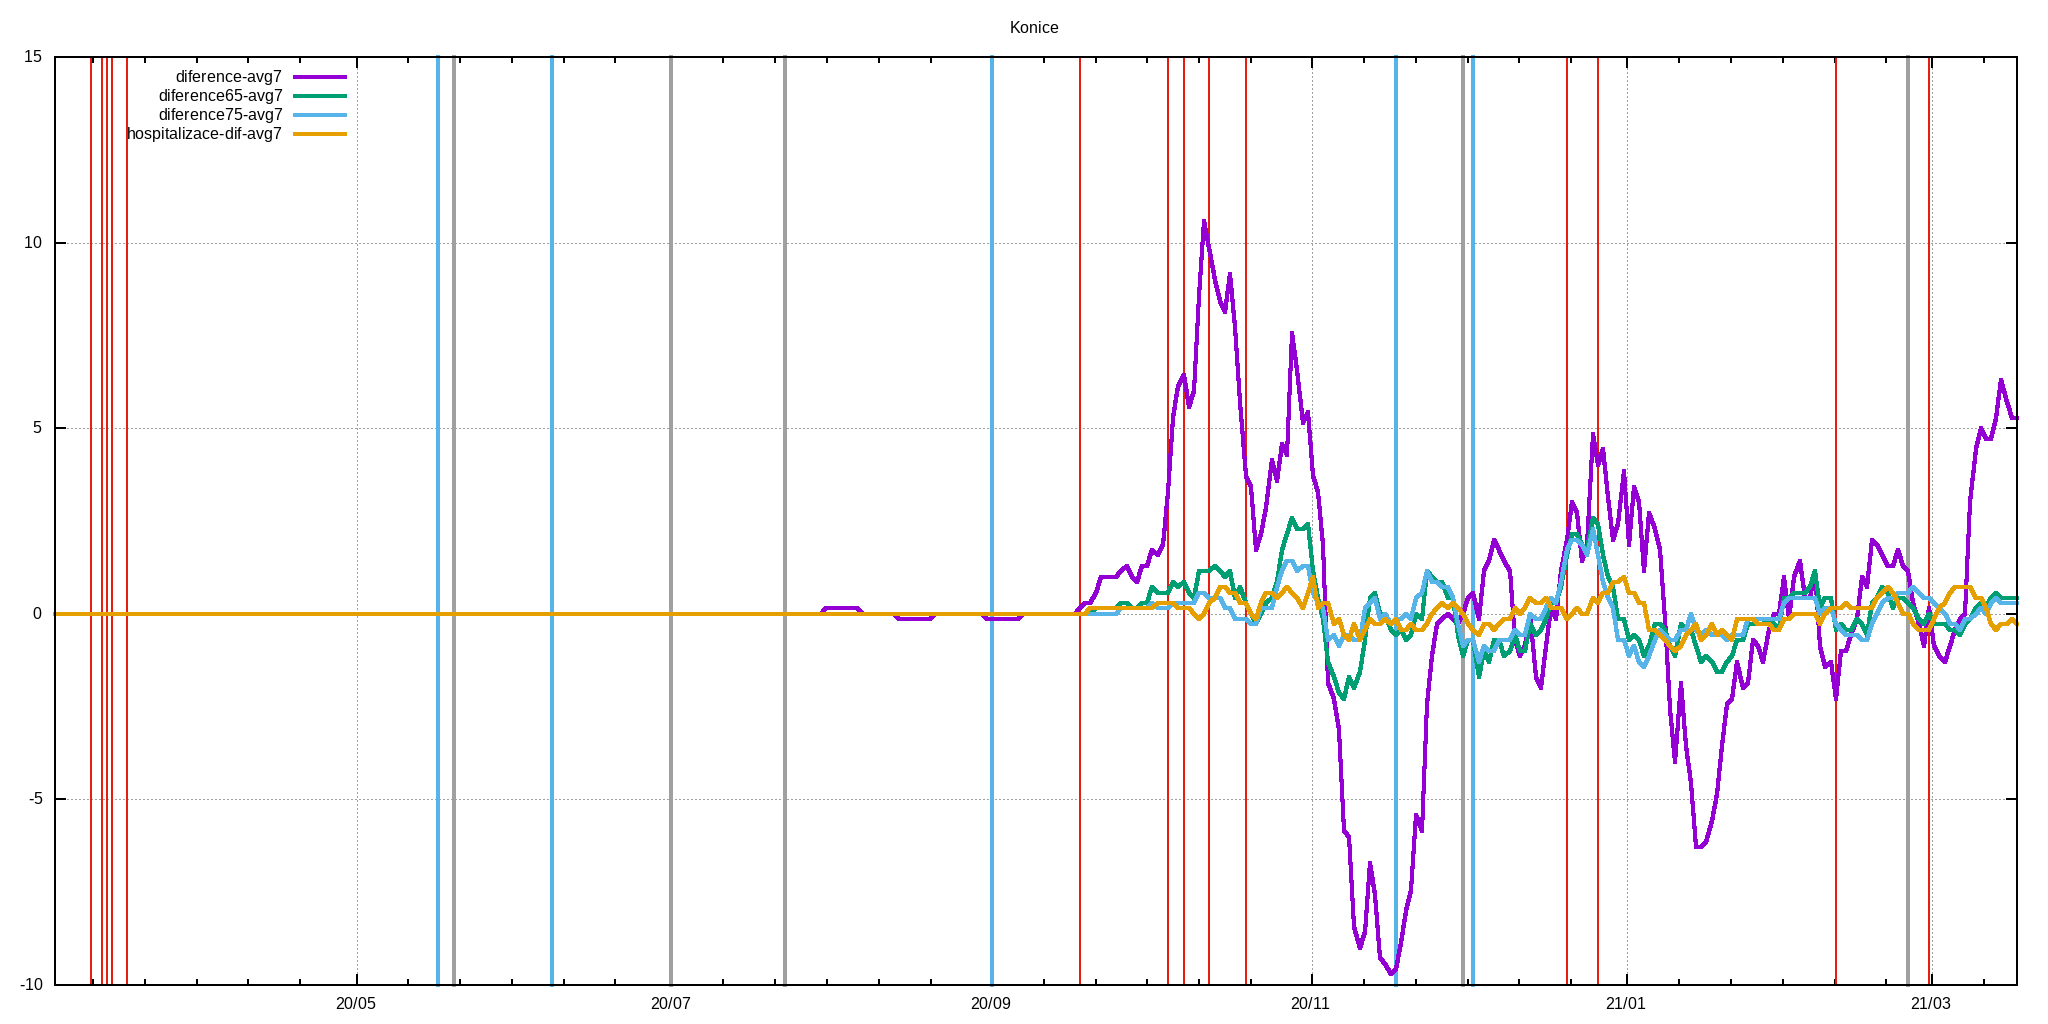 Konice
15
diference-avg7
diference65-avg7
diference75-avg7
hospitalizace-dif-avg7
10
5
0
-5
-10
20/05
20/07
20/09
20/11
21/01
21/03